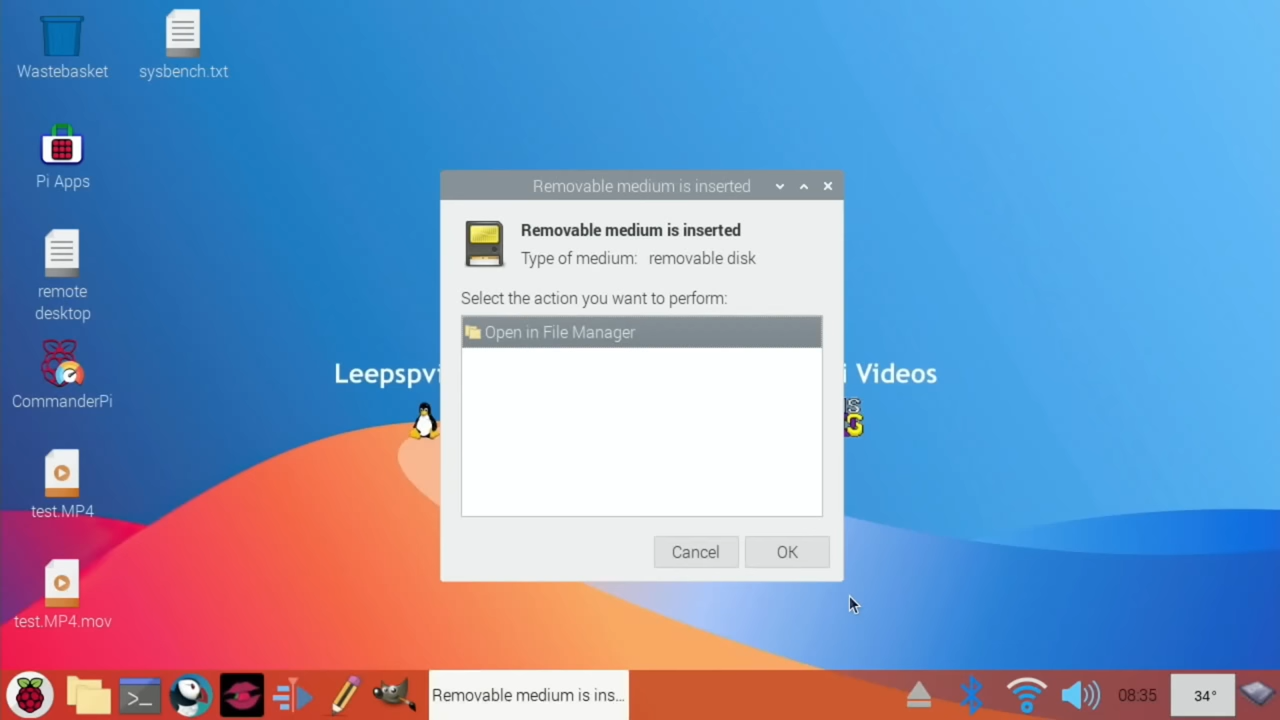 Wastebasket
sysbench.txt
Pi Apps
remote
desktop
CommanderPi
test.MP4
test.MP4.mov
Removable medium is inserted
Removable medium is inserted
Type of medium: removable disk
Select the action you want to perform:
Open in File Manager
Leepspvi
i Videos
Cancel
OK
>_
Removable medium is ins...
08:35
34°